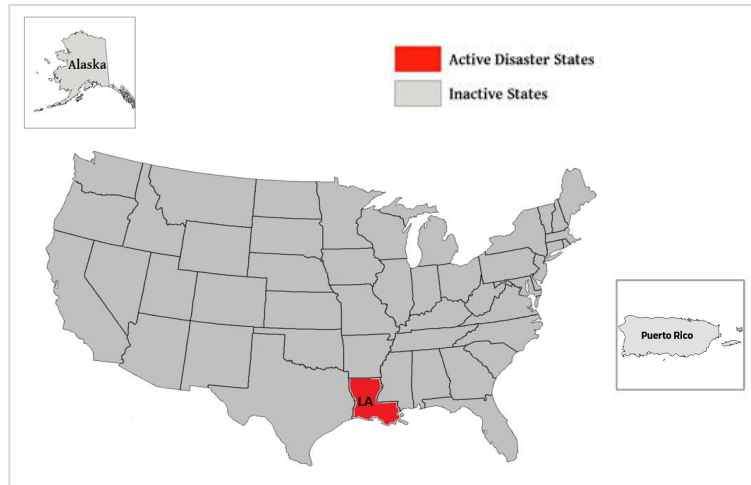 Alaska
Active Disaster States
Inactive States
Puerto Rico
LA